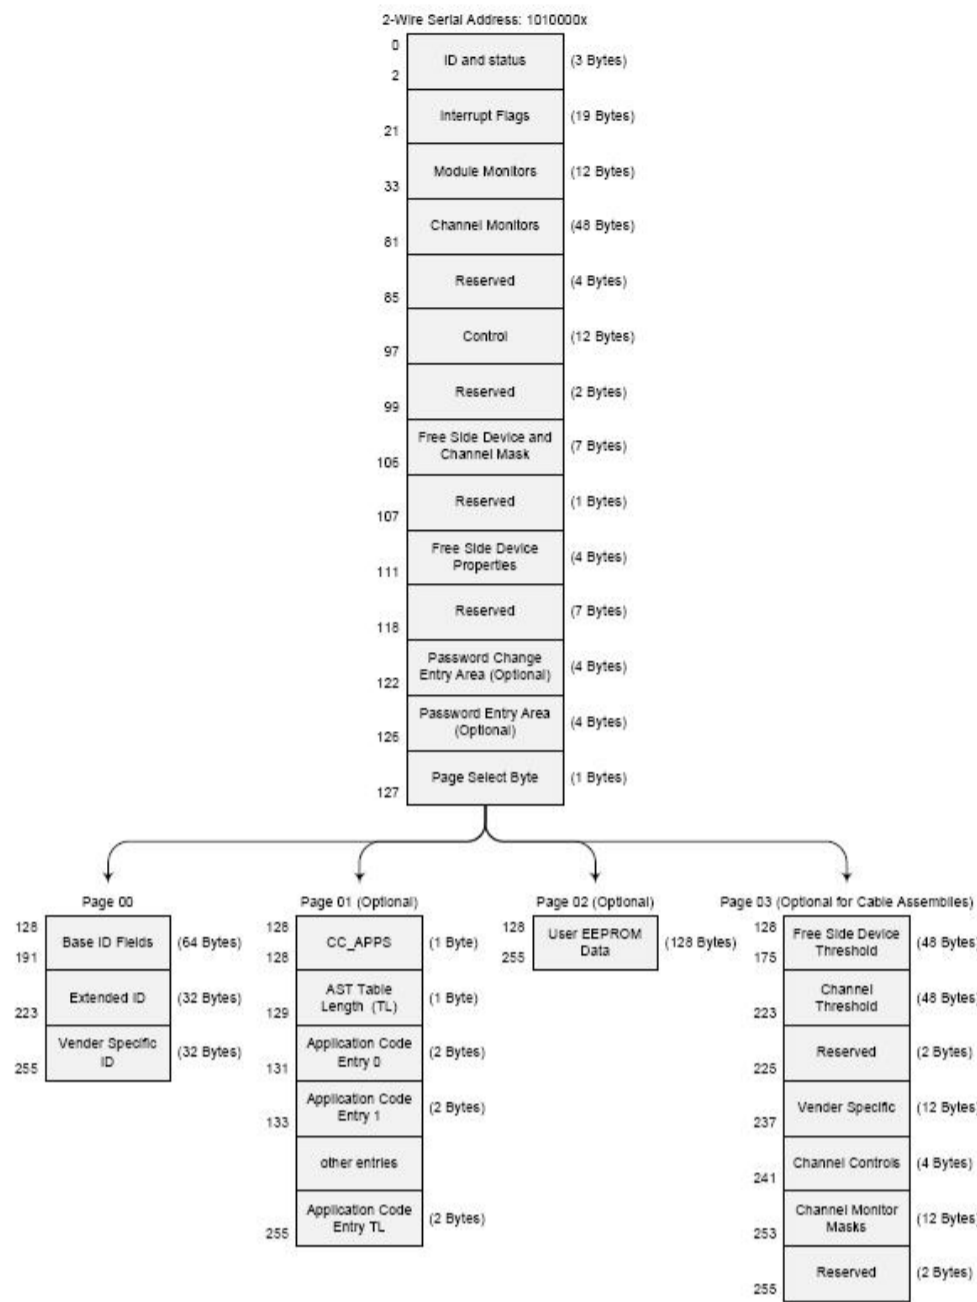 2-Wire Serial Address: 1010000x
0
2
ID and status
(3 Bytes)
21
Interrupt Flags
(19 Bytes)
33
Module Monitors
(12 Bytes)
81
Channel Monitors
(48 Bytes)
85
Reserved
(4 Bytes)
97
Control
(12 Bytes)
99
Reserved
(2 Bytes)
106
Free Side Device and
Channel Mask
(7 Bytes)
107
Reserved
(1 Bytes)
111
Free Side Device
Properties
(4 Bytes)
118
Reserved
(7 Bytes)
122
Password Change
Entry Area (Optional)
(4 Bytes)
126
Password Entry Area
(Optional)
(4 Bytes)
127
Page Select Byte
(1 Bytes)
Page 00
128
191
Base ID Fields
(64 Bytes)
223
Extended ID
(32 Bytes)
255
Vender Specific
ID
(32 Bytes)
Page 01 (Optional)
128
128
CC_APPS
(1 Byte)
129
AST Table
Length (TL)
(1 Byte)
131
Application Code
Entry 0
(2 Bytes)
133
Application Code
Entry 1
(2 Bytes)
other entries
255
Application Code
Entry TL
(2 Bytes)
Page 02 (Optional)
128
255
User EEPROM
Data
(128 Bytes)
Page 03 (Optional for Cable Assemblies)
128
175
Free Side Device
Threshold
(48 Bytes)
223
Channel
Threshold
(48 Bytes)
225
Reserved
(2 Bytes)
237
Vender Specific
(12 Bytes)
241
Channel Controls
(4 Bytes)
253
Channel Monitor
Masks
(12 Bytes)
255
Reserved
(2 Bytes)